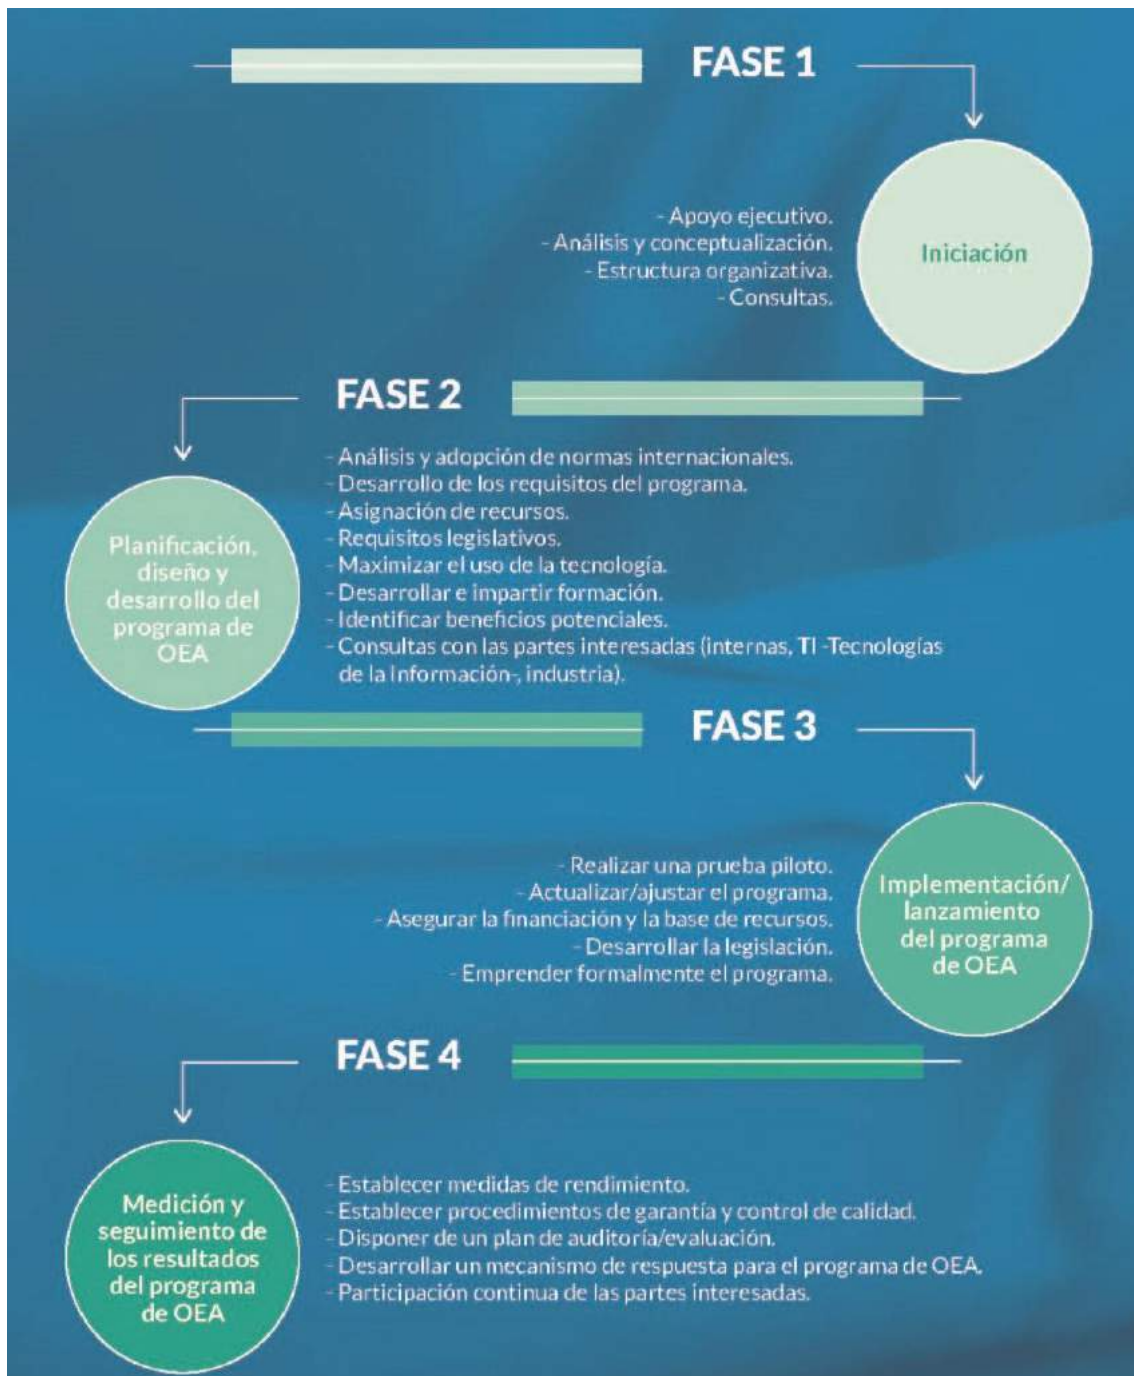 FASE 1
- Apoyo ejecutivo.
- Análisis y conceptualización.
- Estructura organizativa.
- Consultas.
Iniciación
FASE 2
- Análisis y adopción de normas internacionales.
- Desarrollo de los requisitos del programa.
- Asignación de recursos.
- Requisitos legislativos.
- Maximizar el uso de la tecnología.
- Desarrollar e impartir formación.
- Identificar beneficios potenciales.
- Consultas con las partes interesadas (internas, TI -Tecnologías
de la Información-, industria).
Planificación,
diseño y
desarrollo del
programa de
OEA
FASE 3
- Realizar una prueba piloto.
- Actualizar/ajustar el programa.
- Asegurar la financiación y la base de recursos.
- Desarrollar la legislación.
- Emprender formalmente el programa.
Implementación/
lanzamiento
del programa
de OEA
FASE 4
- Establecer medidas de rendimiento.
- Establecer procedimientos de garantía y control de calidad.
- Disponer de un plan de auditoría/evaluación.
- Desarrollar un mecanismo de respuesta para el programa de OEA.
- Participación continua de las partes interesadas.
Medición y
seguimiento de
los resultados
del programa
de OEA